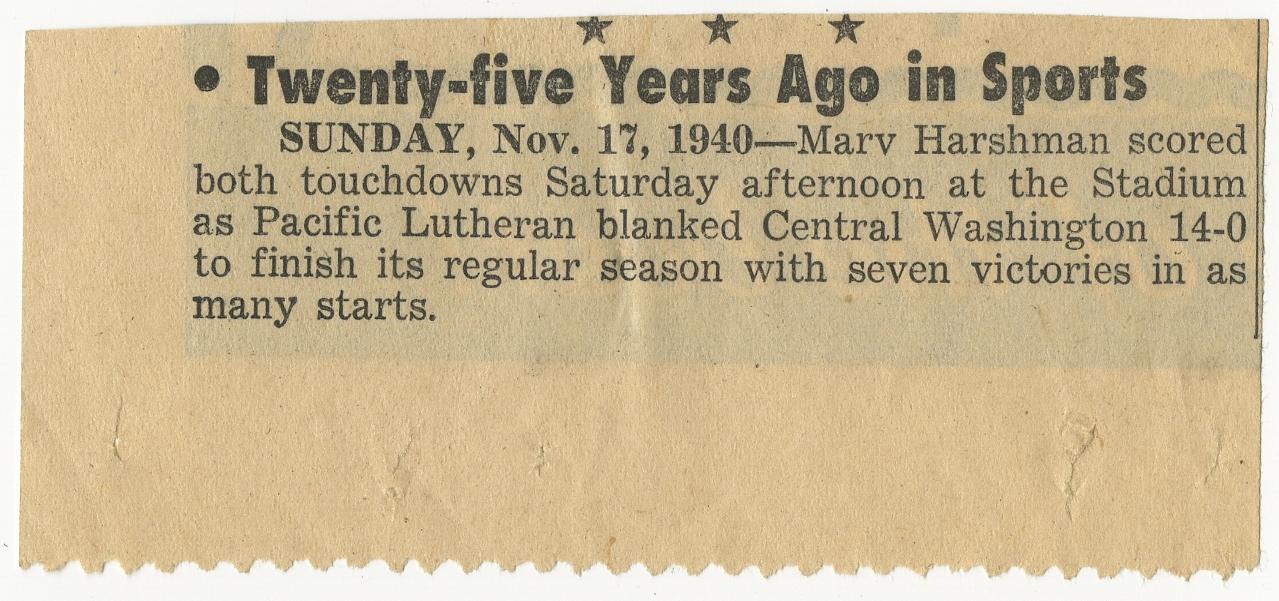 ★ ★ ★
• Twenty-five Years Ago in Sports
SUNDAY, Nov. 17, 1940—Marv Harshman scored
both touchdowns Saturday afternoon at the Stadium
as Pacific Lutheran blanked Central Washington 14-0
to finish its regular season with seven victories in as
many starts.